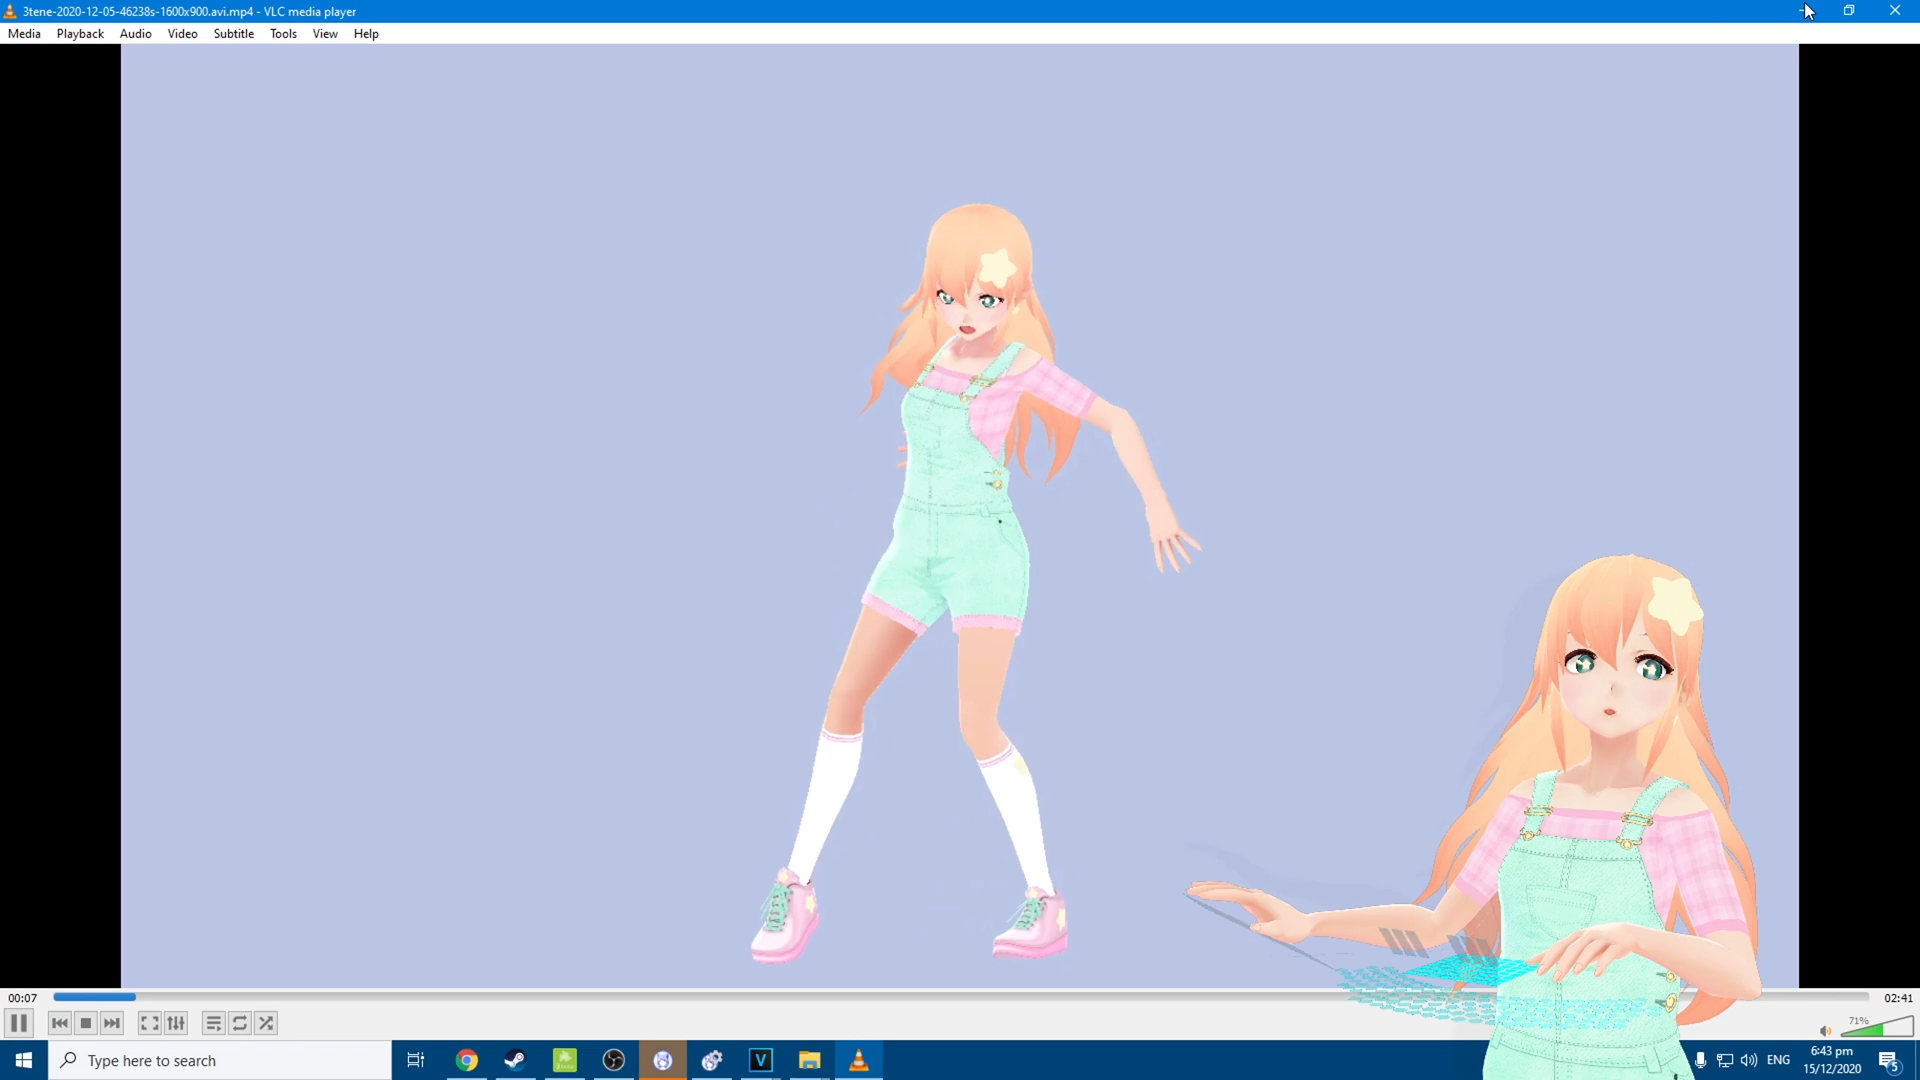 3tene-2020-12-05-46238s-1600x900.avi.mp4 - VLC media player
Media Playback Audio Video Subtitle Tools View Help
00:07
02:41
71%
Type here to search
V
ENG
6:43 pm
15/12/2020
5